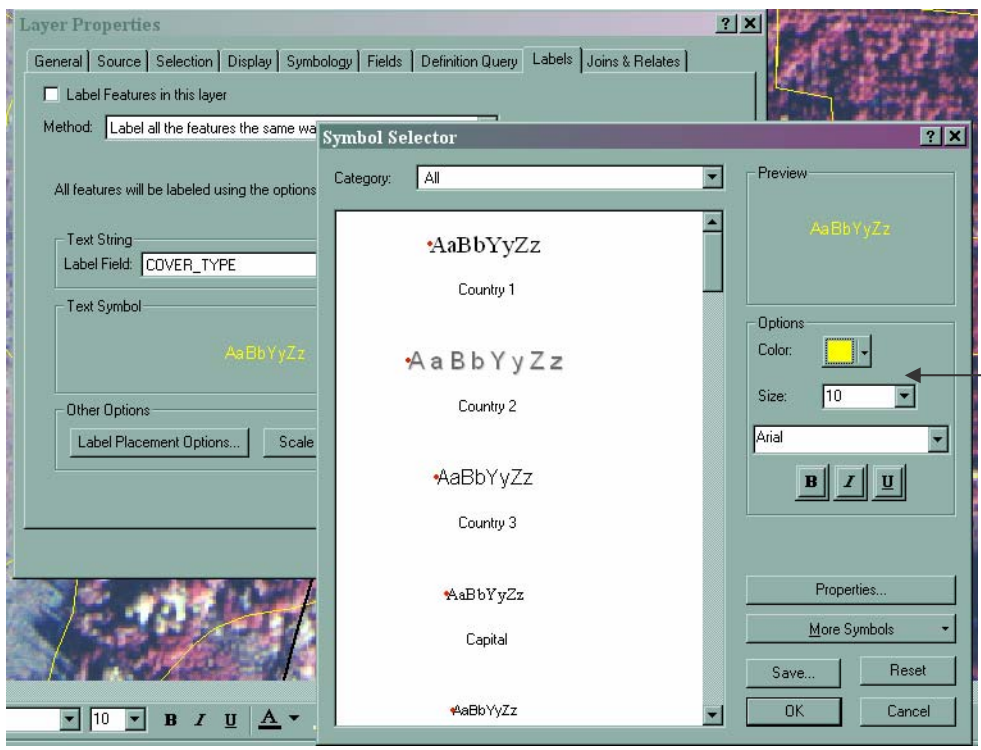 Layer Properties
General Source Selection Display Symbology Fields Definition Query Labels Joins & Relates
Label Features in this layer
Method: Label all the features the same wa
All features will be labeled using the options
Text String
Label Field: COVER_TYPE
Text Symbol
AaBbYyZz
Other Options
Label Placement Options... Scale
Symbol Selector
Category: All
AaBbYyZz
Country 1
AaBbYyZz
Country 2
AaBbYyZz
Country 3
AaBbYyZz
Capital
AaBbYyZz
Preview
AaBbYyZz
Options
Color:
Size: 10
Arial
B I U
Properties...
More Symbols
Save... Reset
OK Cancel
10 B I U A